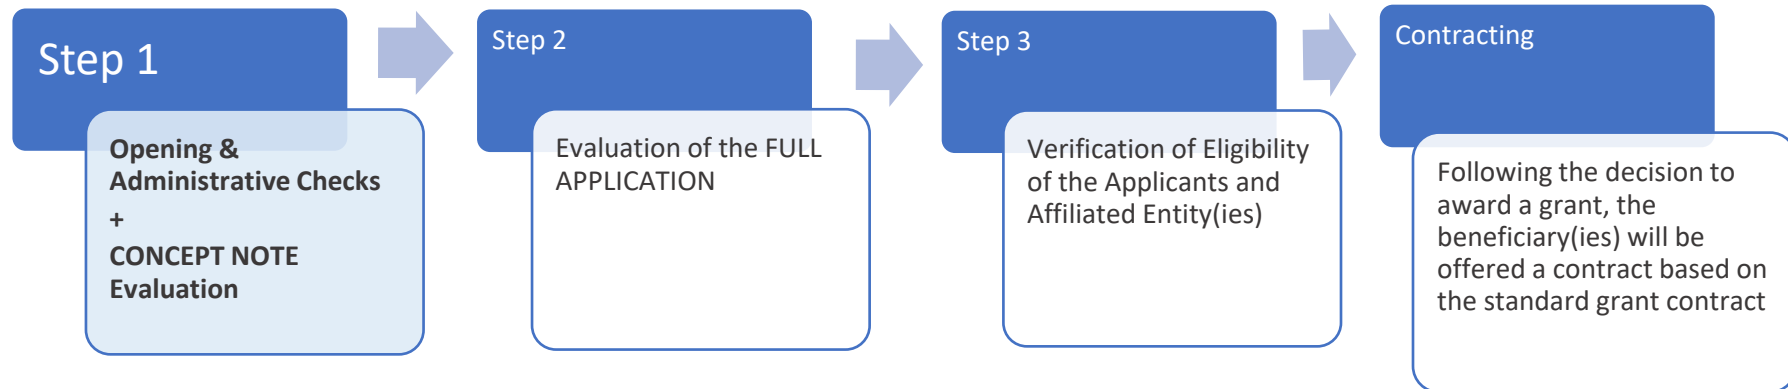 Step 1
Opening &
Administrative Checks
+
CONCEPT NOTE
Evaluation
Step 2
Evaluation of the FULL
APPLICATION
Step 3
Verification of Eligibility
of the Applicants and
Affiliated Entity(ies)
Contracting
Following the decision to
award a grant, the
beneficiary(ies) will be
offered a contract based on
the standard grant contract